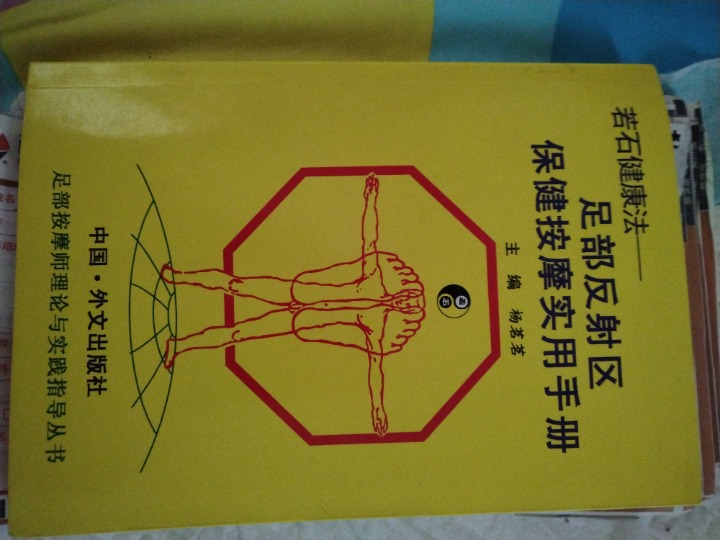 若石健康法——
足部反射区
保健按摩实用手册
主 编 杨茗茗
若石
中国·外文出版社
足部按摩师理论与实践指导丛书